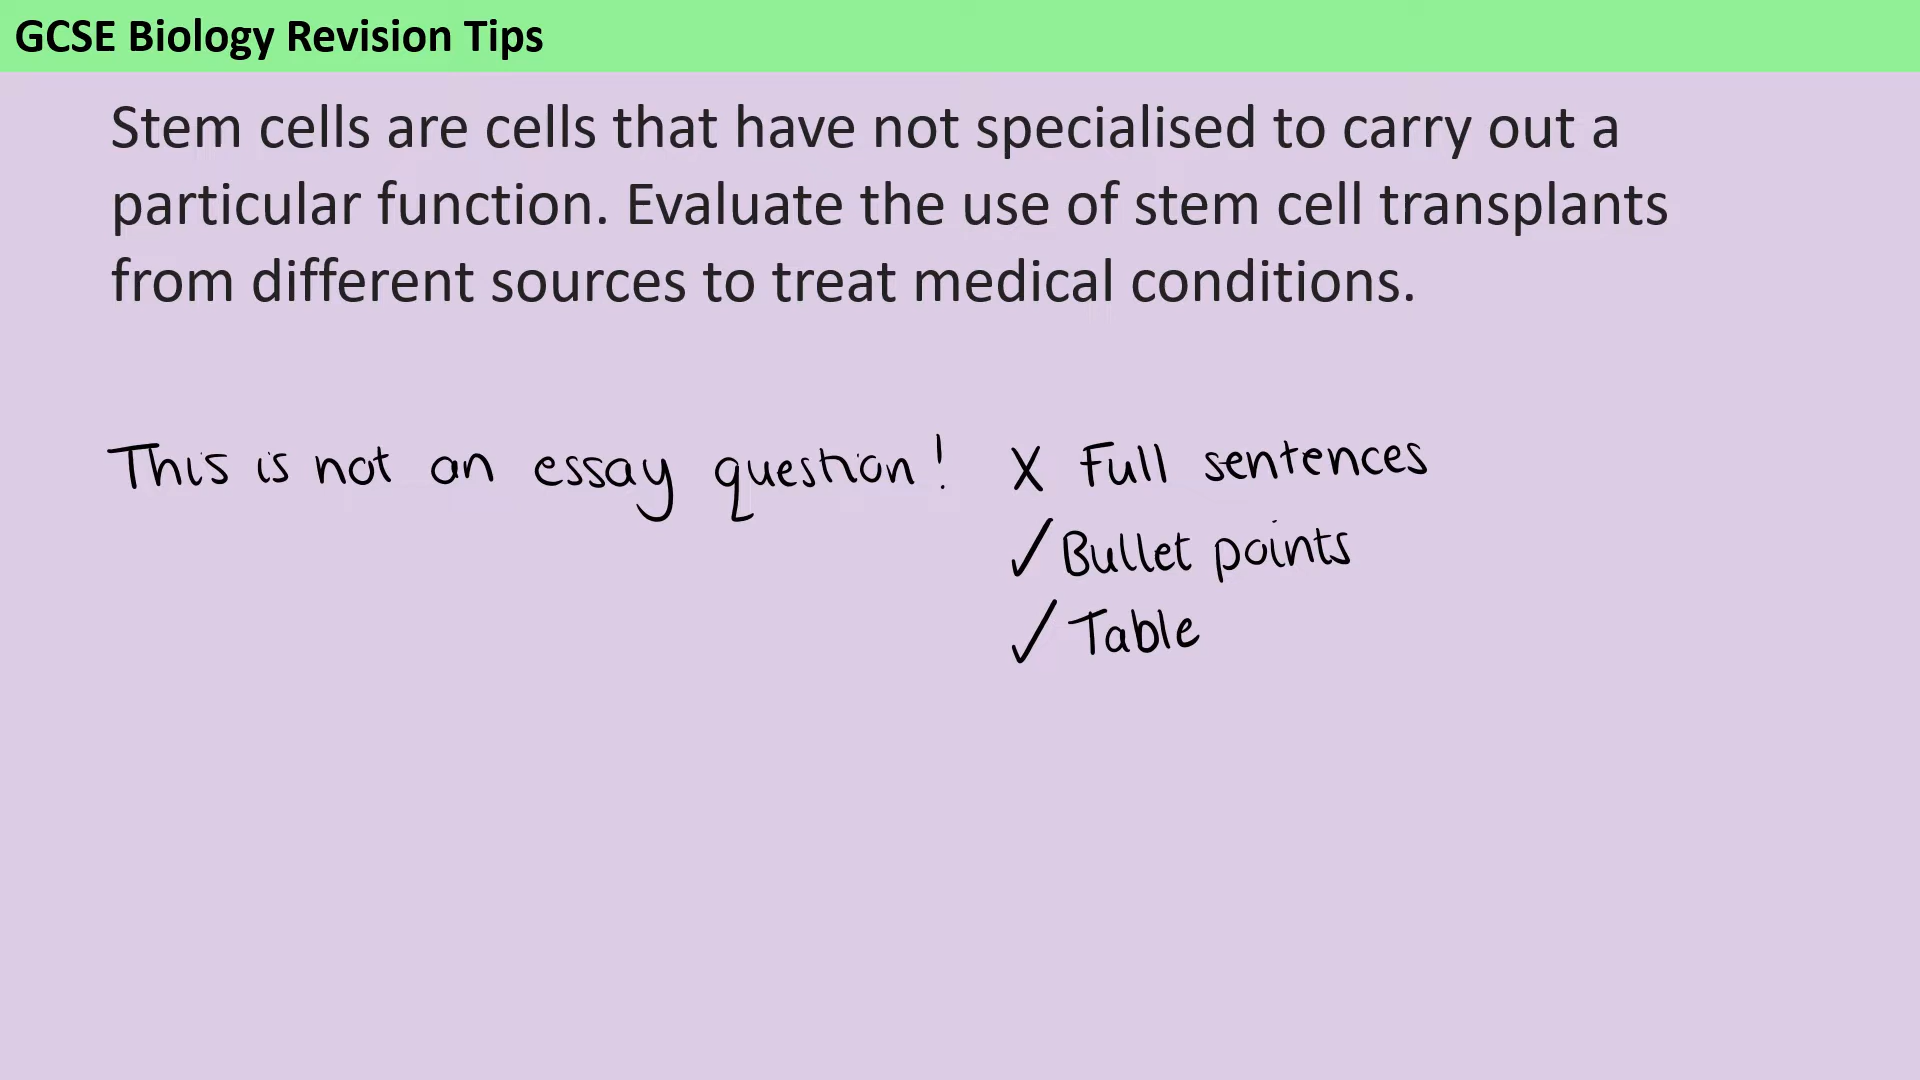 GCSE Biology Revision Tips
Stem cells are cells that have not specialised to carry out a
particular function. Evaluate the use of stem cell transplants
from different sources to treat medical conditions.
This is not an essay question!
X Full sentences
✓ Bullet points
✓ Table